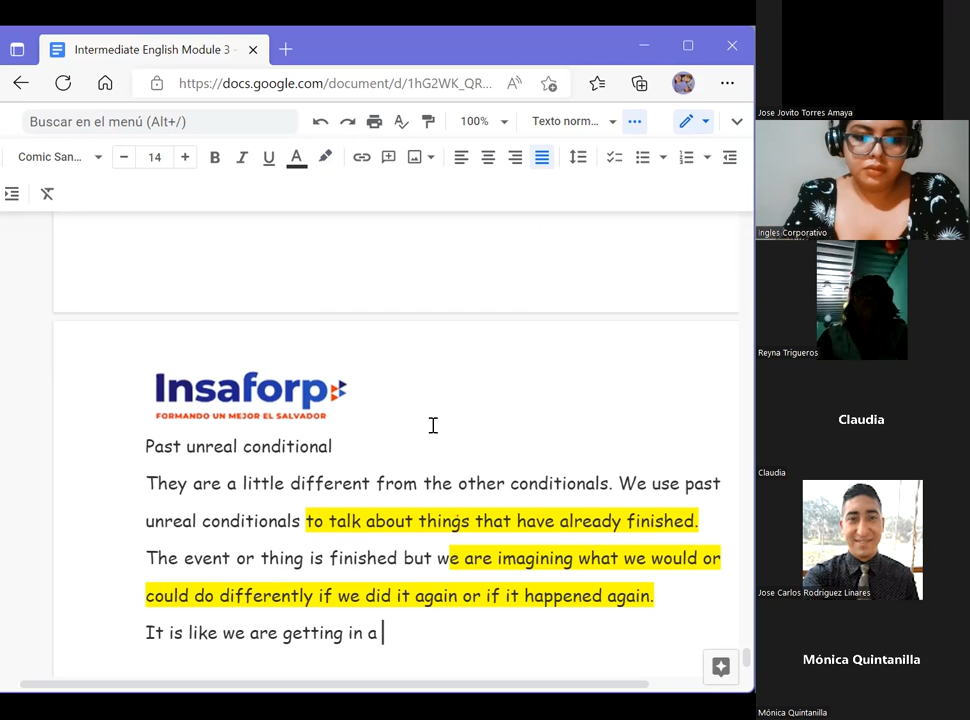 Intermediate English Module 3 -
https://docs.google.com/document/d/1hG2WK_QR...
Buscar en el menú (Alt+/)
100%
Texto norm...
Comic San...
14
Insaforp
FORMANDO UN MEJOR EL SALVADOR
Past unreal conditional
They are a little different from the other conditionals. We use past
unreal conditionals to talk about things that have already finished.
The event or thing is finished but we are imagining what we would or
could do differently if we did it again or if it happened again.
It is like we are getting in a
Jose Jovito Torres Amaya
Ingles Corporativo
Reyna Trigueros
Claudia
Claudia
Jose Carlos Rodriguez Linares
Mónica Quintanilla
Mónica Quintanilla